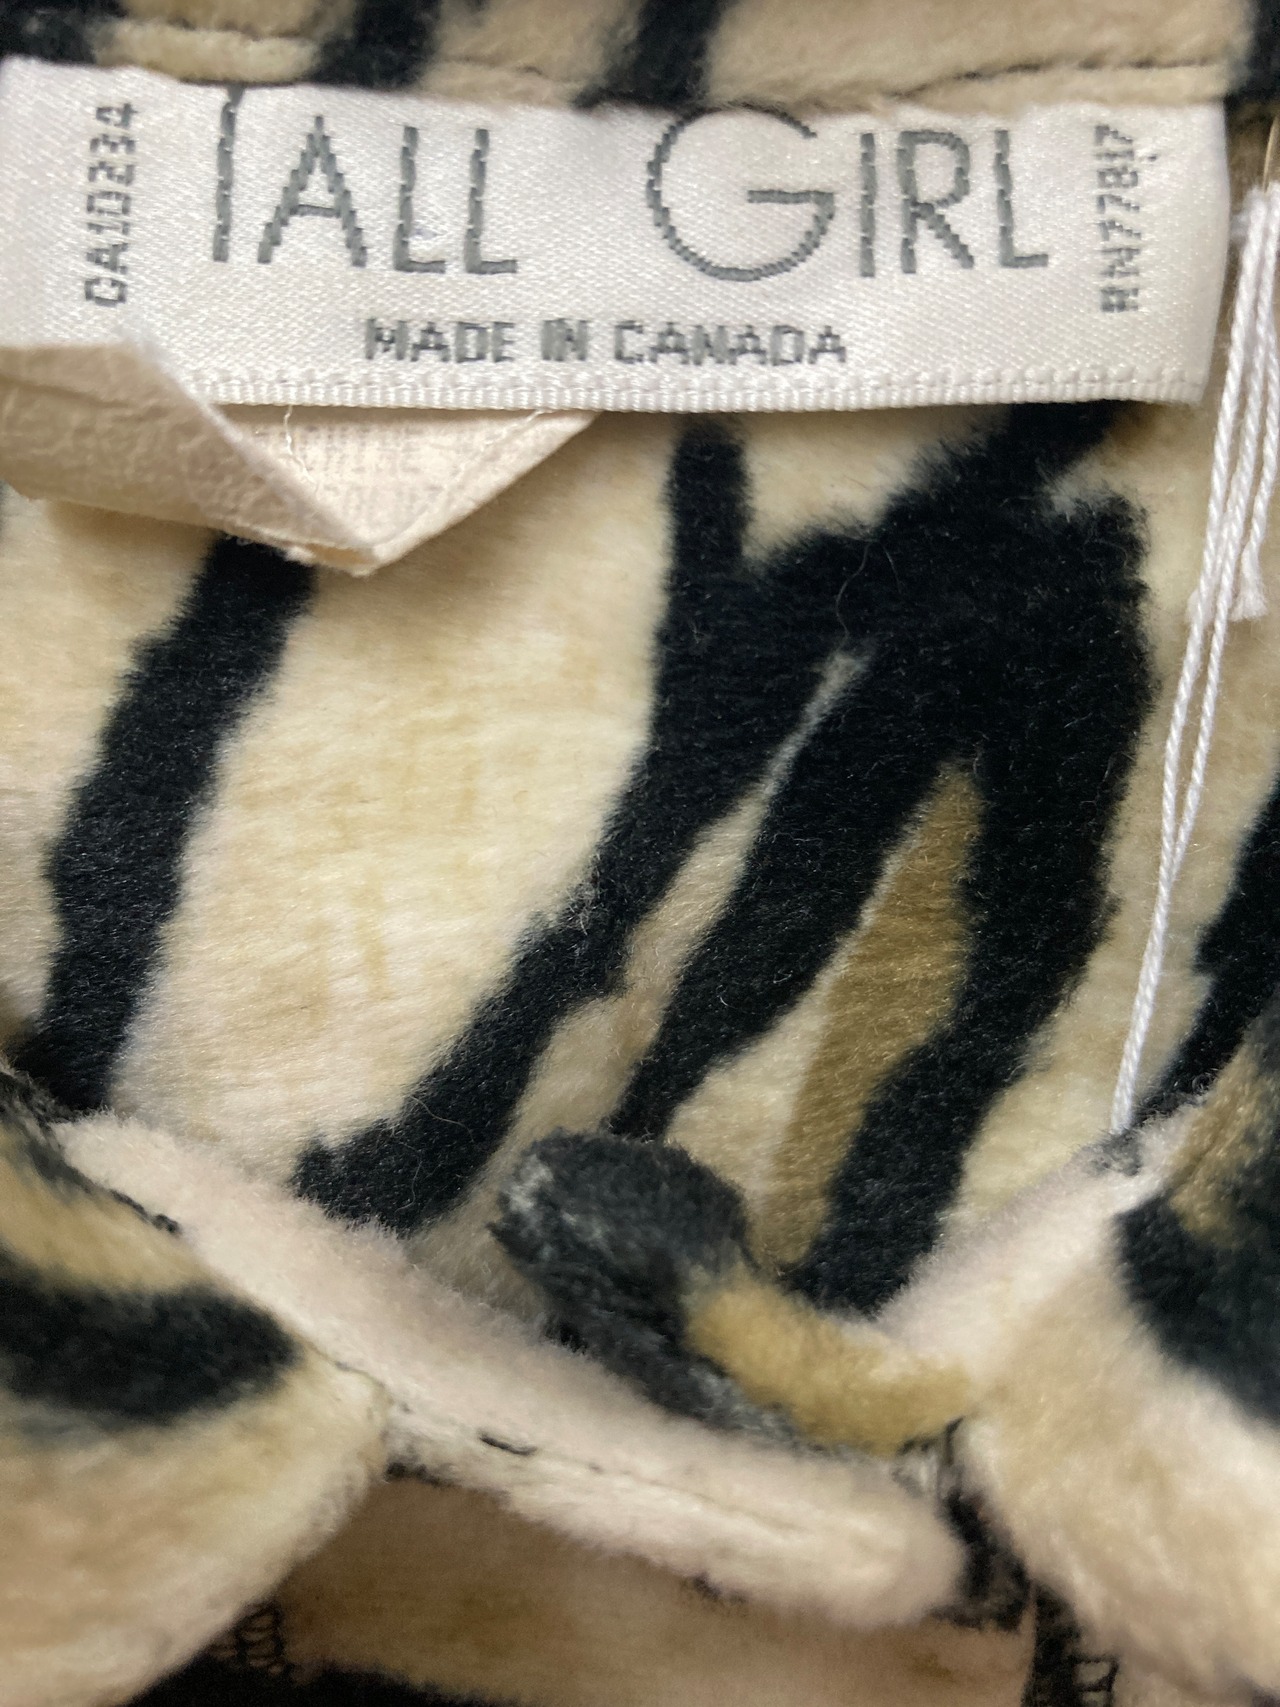 CA10234
TALL GIRL
RN77817
MADE IN CANADA